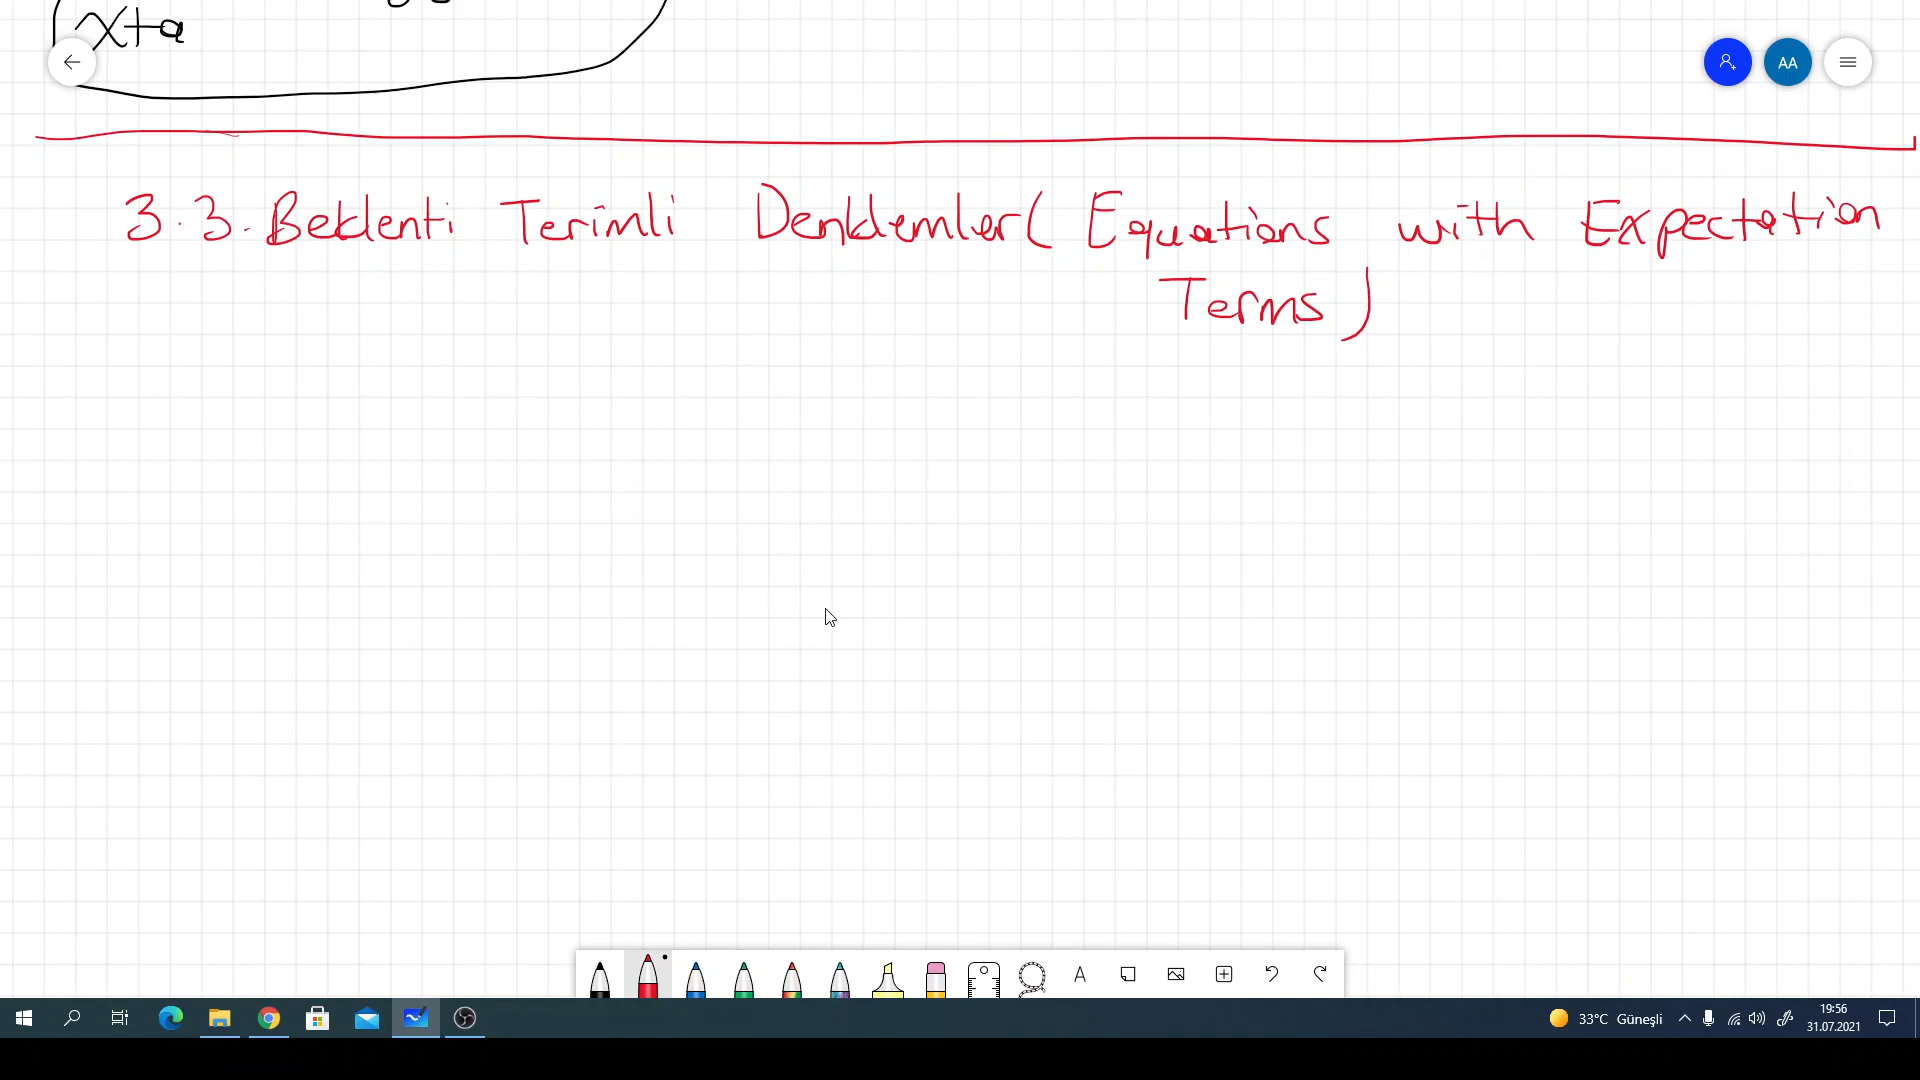 x+a
AA
3.3. Beklenti Terimli Denklemler( Equations with Expectation
Terms)
A
33°C Güneşli
19:56
31.07.2021